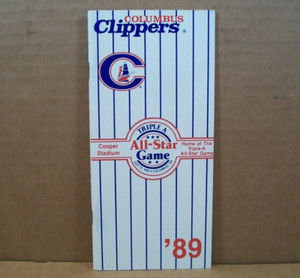 COLUMBUS
Clippers ®
C
TRIPLE A
All-Star
Game
Cooper
Stadium
Home of The
Triple-A
All-Star Game
'89